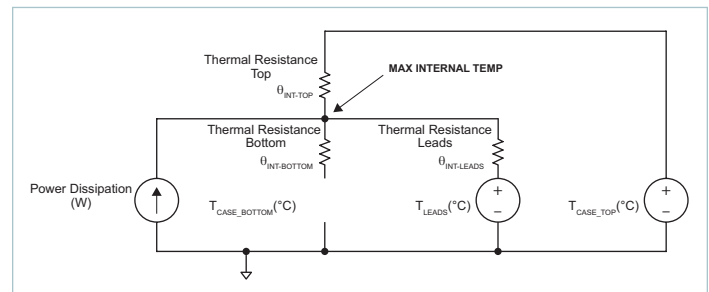 Thermal Resistance
Top
θINT-TOP
MAX INTERNAL TEMP
Thermal Resistance
Bottom
θINT-BOTTOM
Thermal Resistance
Leads
θINT-LEADS
Power Dissipation
(W)
TCASE_BOTTOM(°C)
+
–
TLEADS(°C)
+
–
TCASE_TOP(°C)